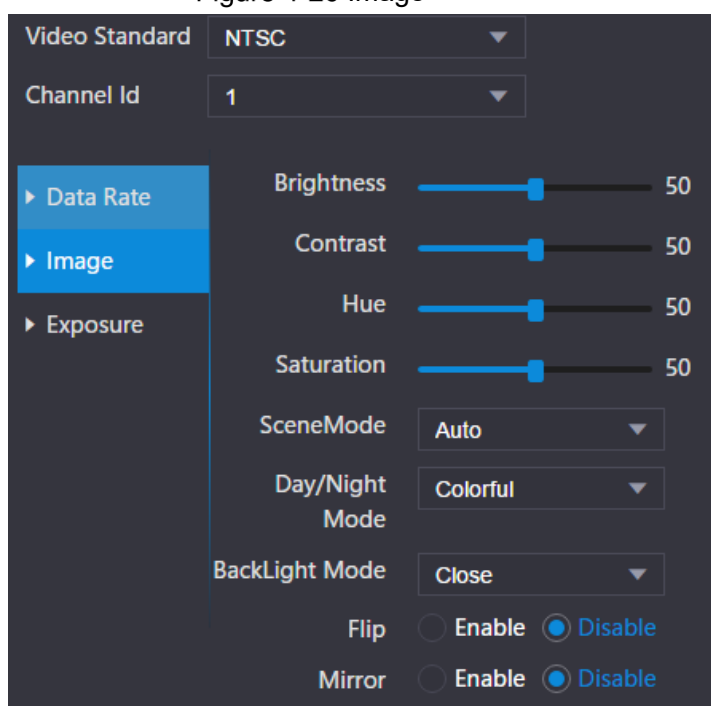 Video Standard NTSC
Channel Id 1
Data Rate
Image
Exposure
Brightness 50
Contrast 50
Hue 50
Saturation 50
SceneMode Auto
Day/Night
Mode
Colorful
BackLight Mode Close
Flip Enable Disable
Mirror Enable Disable